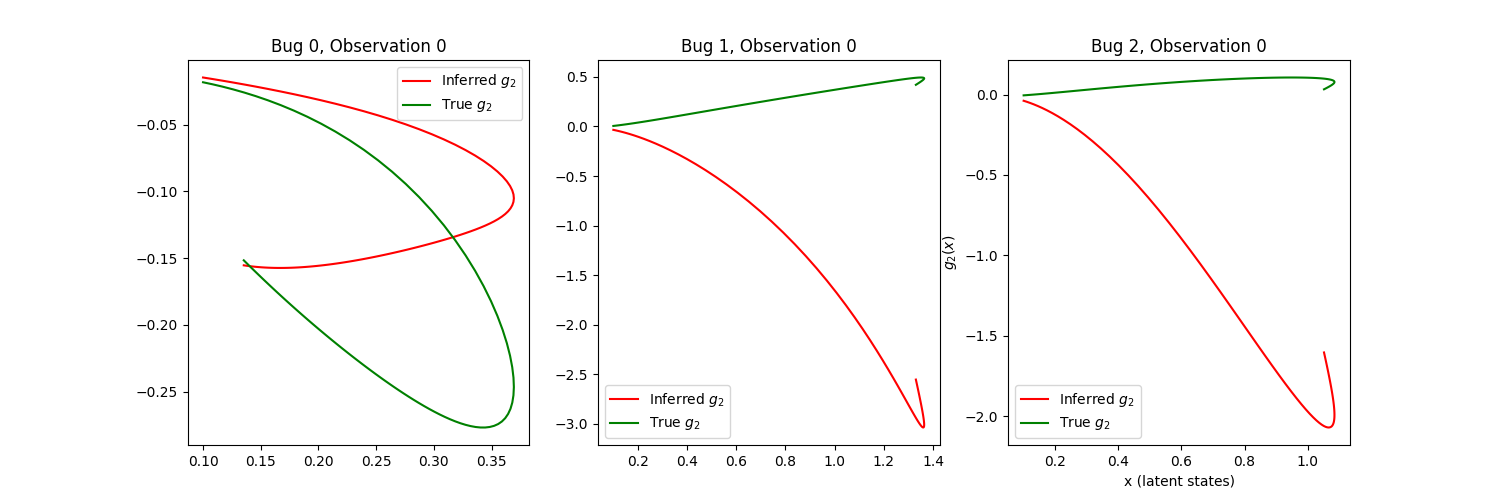 Bug 0, Observation 0
Inferred g₂
True g₂
−0.05
−0.10
−0.15
−0.20
−0.25
0.10 0.15 0.20 0.25 0.30 0.35
Bug 1, Observation 0
0.5
0.0
−0.5
−1.0
−1.5
−2.0
−2.5
−3.0
Inferred g₂
True g₂
0.2 0.4 0.6 0.8 1.0 1.2 1.4
Bug 2, Observation 0
g₂(x)
0.0
−0.5
−1.0
−1.5
−2.0
Inferred g₂
True g₂
0.2 0.4 0.6 0.8 1.0
x (latent states)